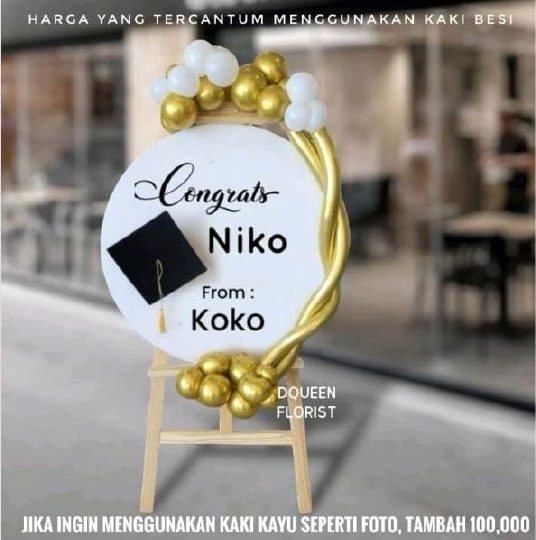 HARGA YANG TERCANTUM MENGGUNAKAN KAKI BESI
Congrats
Niko
From :
Koko
DQUEEN
FLORIST
JIKA INGIN MENGGUNAKAN KAKI KAYU SEPERTI FOTO, TAMBAH 100,000